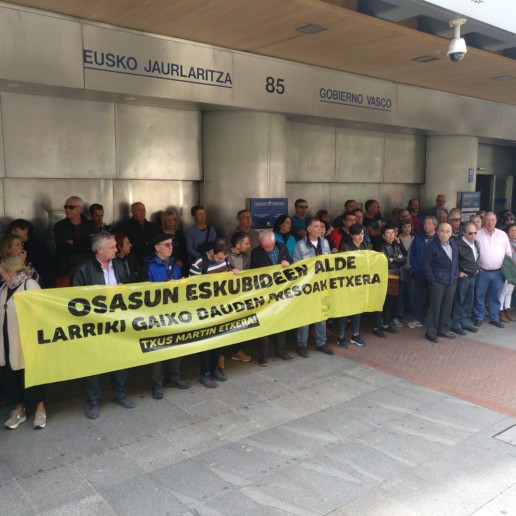 EUSKO JAURLARITZA
85
GOBIERNO VASCO
OSASUN ESKUBIDEEN ALDE
LARRIKI GAIXO DAUDEN PRESOAK ETXERA
TXUS MARTIN ETXERA!